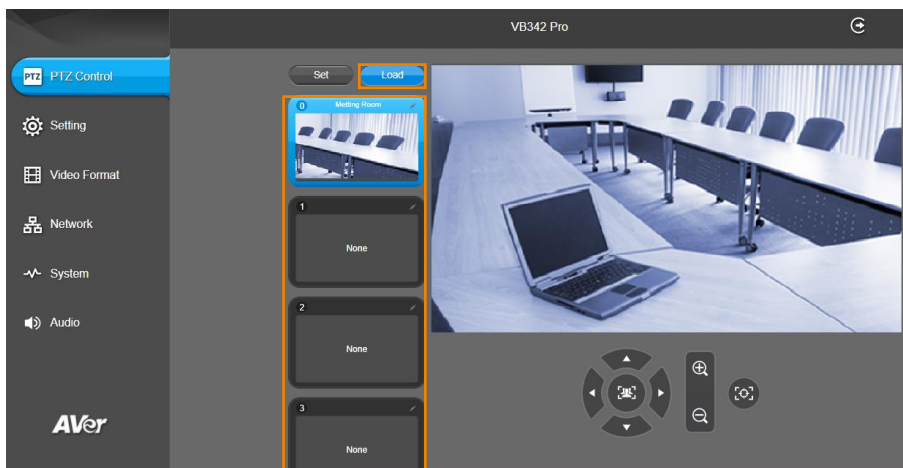 VB342 Pro
PTZ PTZ Control
Setting
Video Format
Network
System
Audio
AVer
Set Load
0 Metting Room
1
None
2
None
3
None